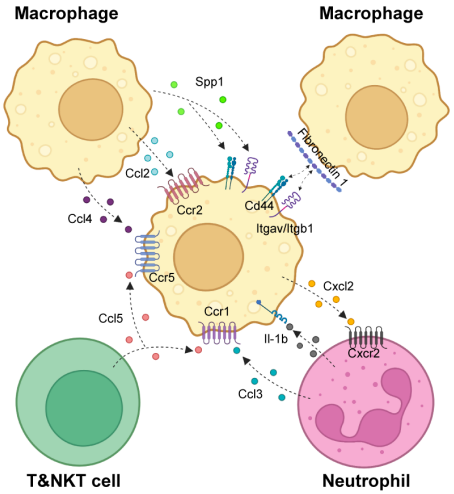 Macrophage
Macrophage
Spp1
Fibronectin 1
Ccl2
Ccr2
Cd44
Ccl4
Itgav/Itgb1
Ccr5
Cxcl2
Ccl5
Ccr1
Il-1b
Cxcr2
Ccl3
T&NKT cell
Neutrophil